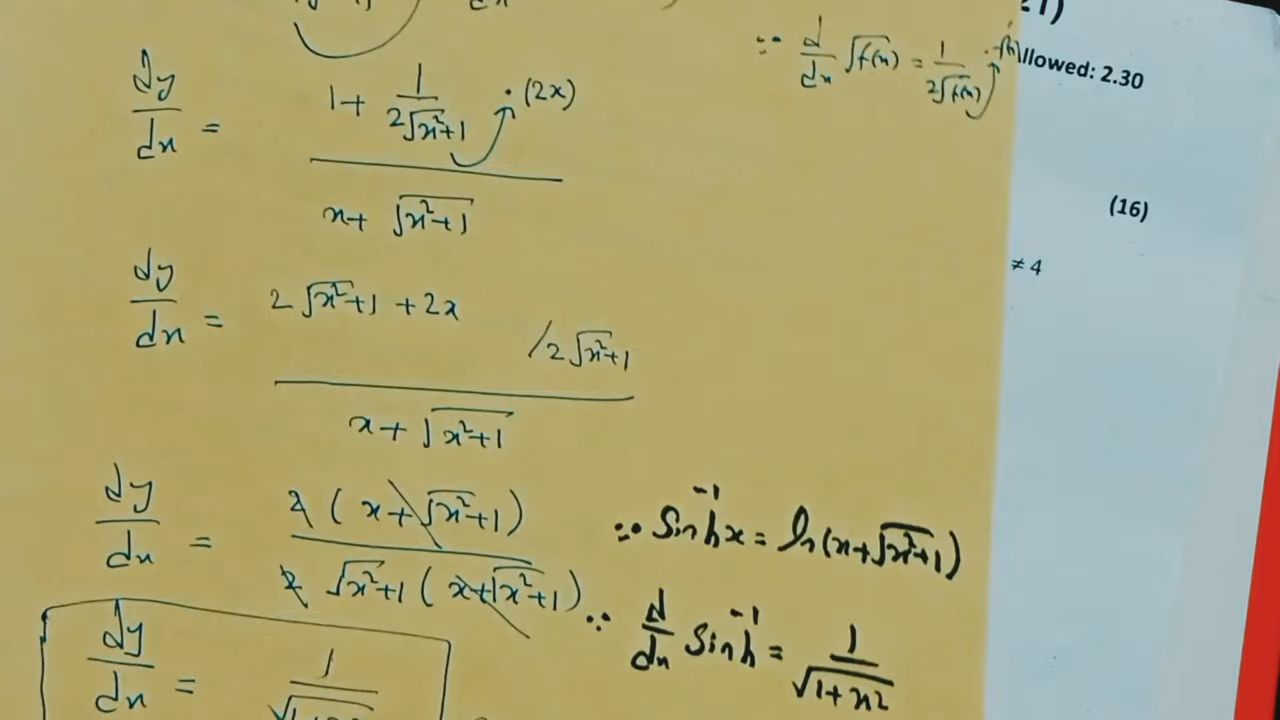 ∵ d/dx √f(x) = 1/(2√f(x)) · f(x)
llowed: 2.30
dy/dx = (1 + 1/(2√x²+1) · (2x)) / (x + √x²+1)
(16)
≠ 4
dy/dx = (2√x²+1 + 2x / 2√x²+1) / (x + √x²+1)
dy/dx = 2(x + √x²+1) / 2√x²+1 (x + √x²+1)
∵ Sinh⁻¹x = ln(x+√x²+1)
∵ d/dx Sinh⁻¹ = 1/√1+x²
dy/dx = 1/√